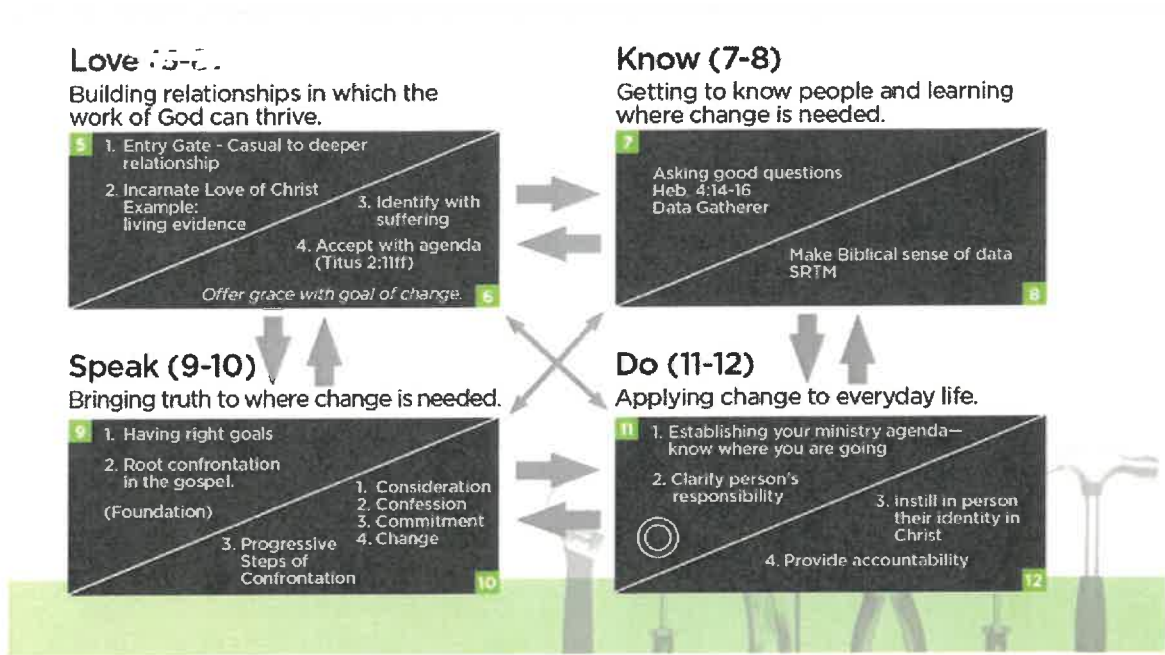 Love
Building relationships in which the
work of God can thrive.
5
1. Entry Gate - Casual to deeper
relationship
2. Incarnate Love of Christ
Example:
living evidence
3. Identify with
suffering
4. Accept with agenda
(Titus 2:11ff)
Offer grace with goal of change.
6
Know (7-8)
Getting to know people and learning
where change is needed.
7
Asking good questions
Heb. 4:14-16
Data Gatherer
Make Biblical sense of data
SRTM
8
Speak (9-10)
Bringing truth to where change is needed.
9
1. Having right goals
2. Root confrontation
in the gospel.
(Foundation)
1. Consideration
2. Confession
3. Commitment
4. Change
3. Progressive
Steps of
Confrontation
10
Do (11-12)
Applying change to everyday life.
11
1. Establishing your ministry agenda—
know where you are going
2. Clarify person's
responsibility
3. instill in person
their identity in
Christ
4. Provide accountability
12